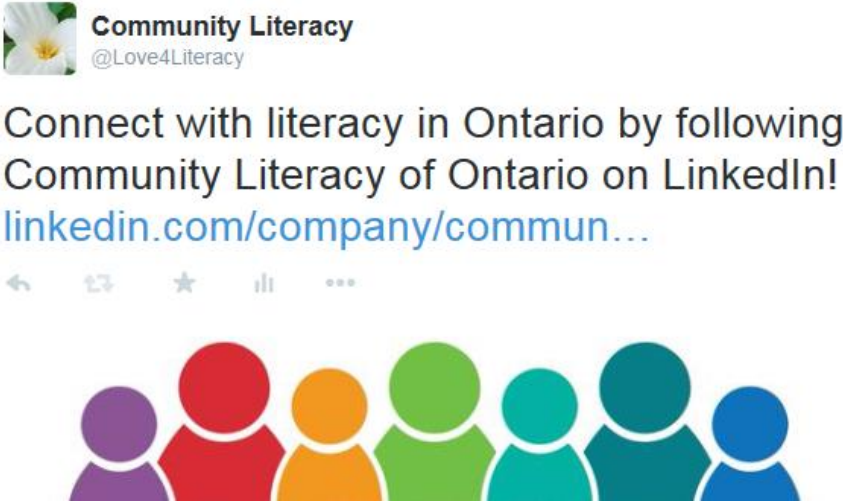 Community Literacy
@Love4Literacy
Connect with literacy in Ontario by following
Community Literacy of Ontario on LinkedIn!
linkedin.com/company/commun…